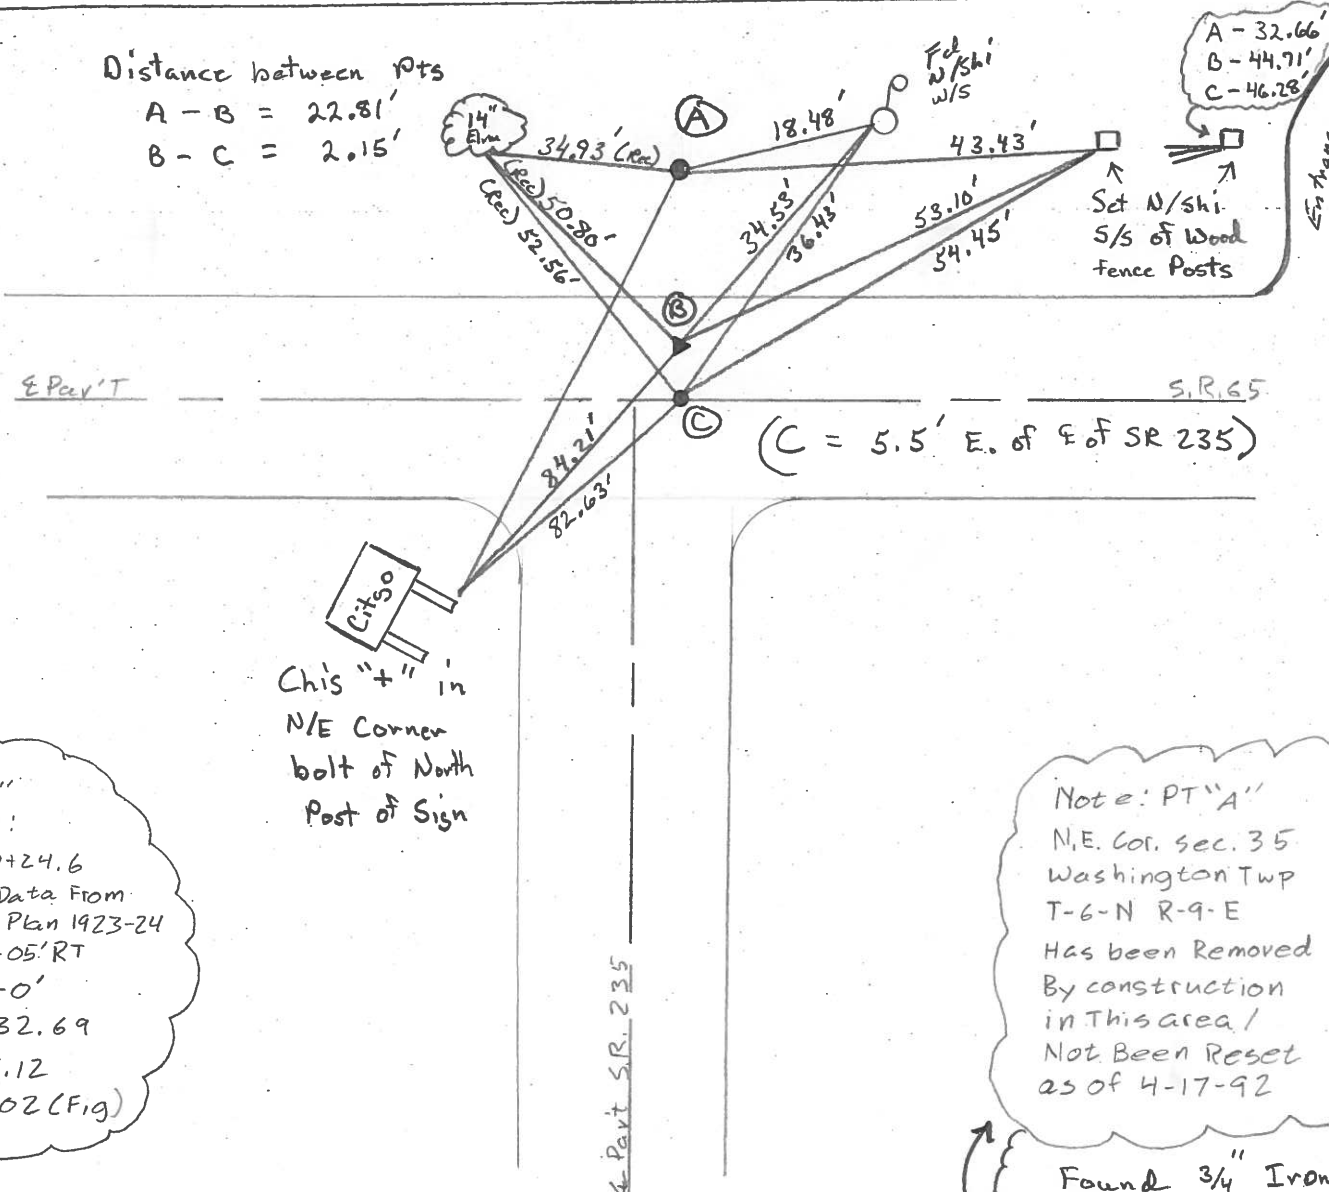 Distance between Pts
A - B = 22.81'
B - C = 2.15'
14"
Elm
A
Fd
N/Shi
W/S
A - 32.66'
B - 44.71'
C - 46.28'
34.93' (Rec)
18.48'
43.43'
(Rec) 50.80'
(Rec) 52.56'
34.53'
36.43'
53.10'
54.45'
Set N/Shi
S/S of Wood
fence Posts
B
℄ Pav'T
S.R. 65
C
(C = 5.5' E. of ℄ of SR 235)
84.21'
82.63'
Citgo
Chis "+" in
N/E Corner
bolt of North
Post of Sign
+24.6
Data From
Plan 1923-24
05' RT
-0'
32.69
.12
02 (Fig)
℄ Pav't S.R. 235
Note: PT "A"
N.E. Cor. Sec. 35
Washington Twp
T-6-N R-9-E
Has been Removed
By construction
in This area /
Not Been Reset
as of 4-17-92
Found 3/4" Iron